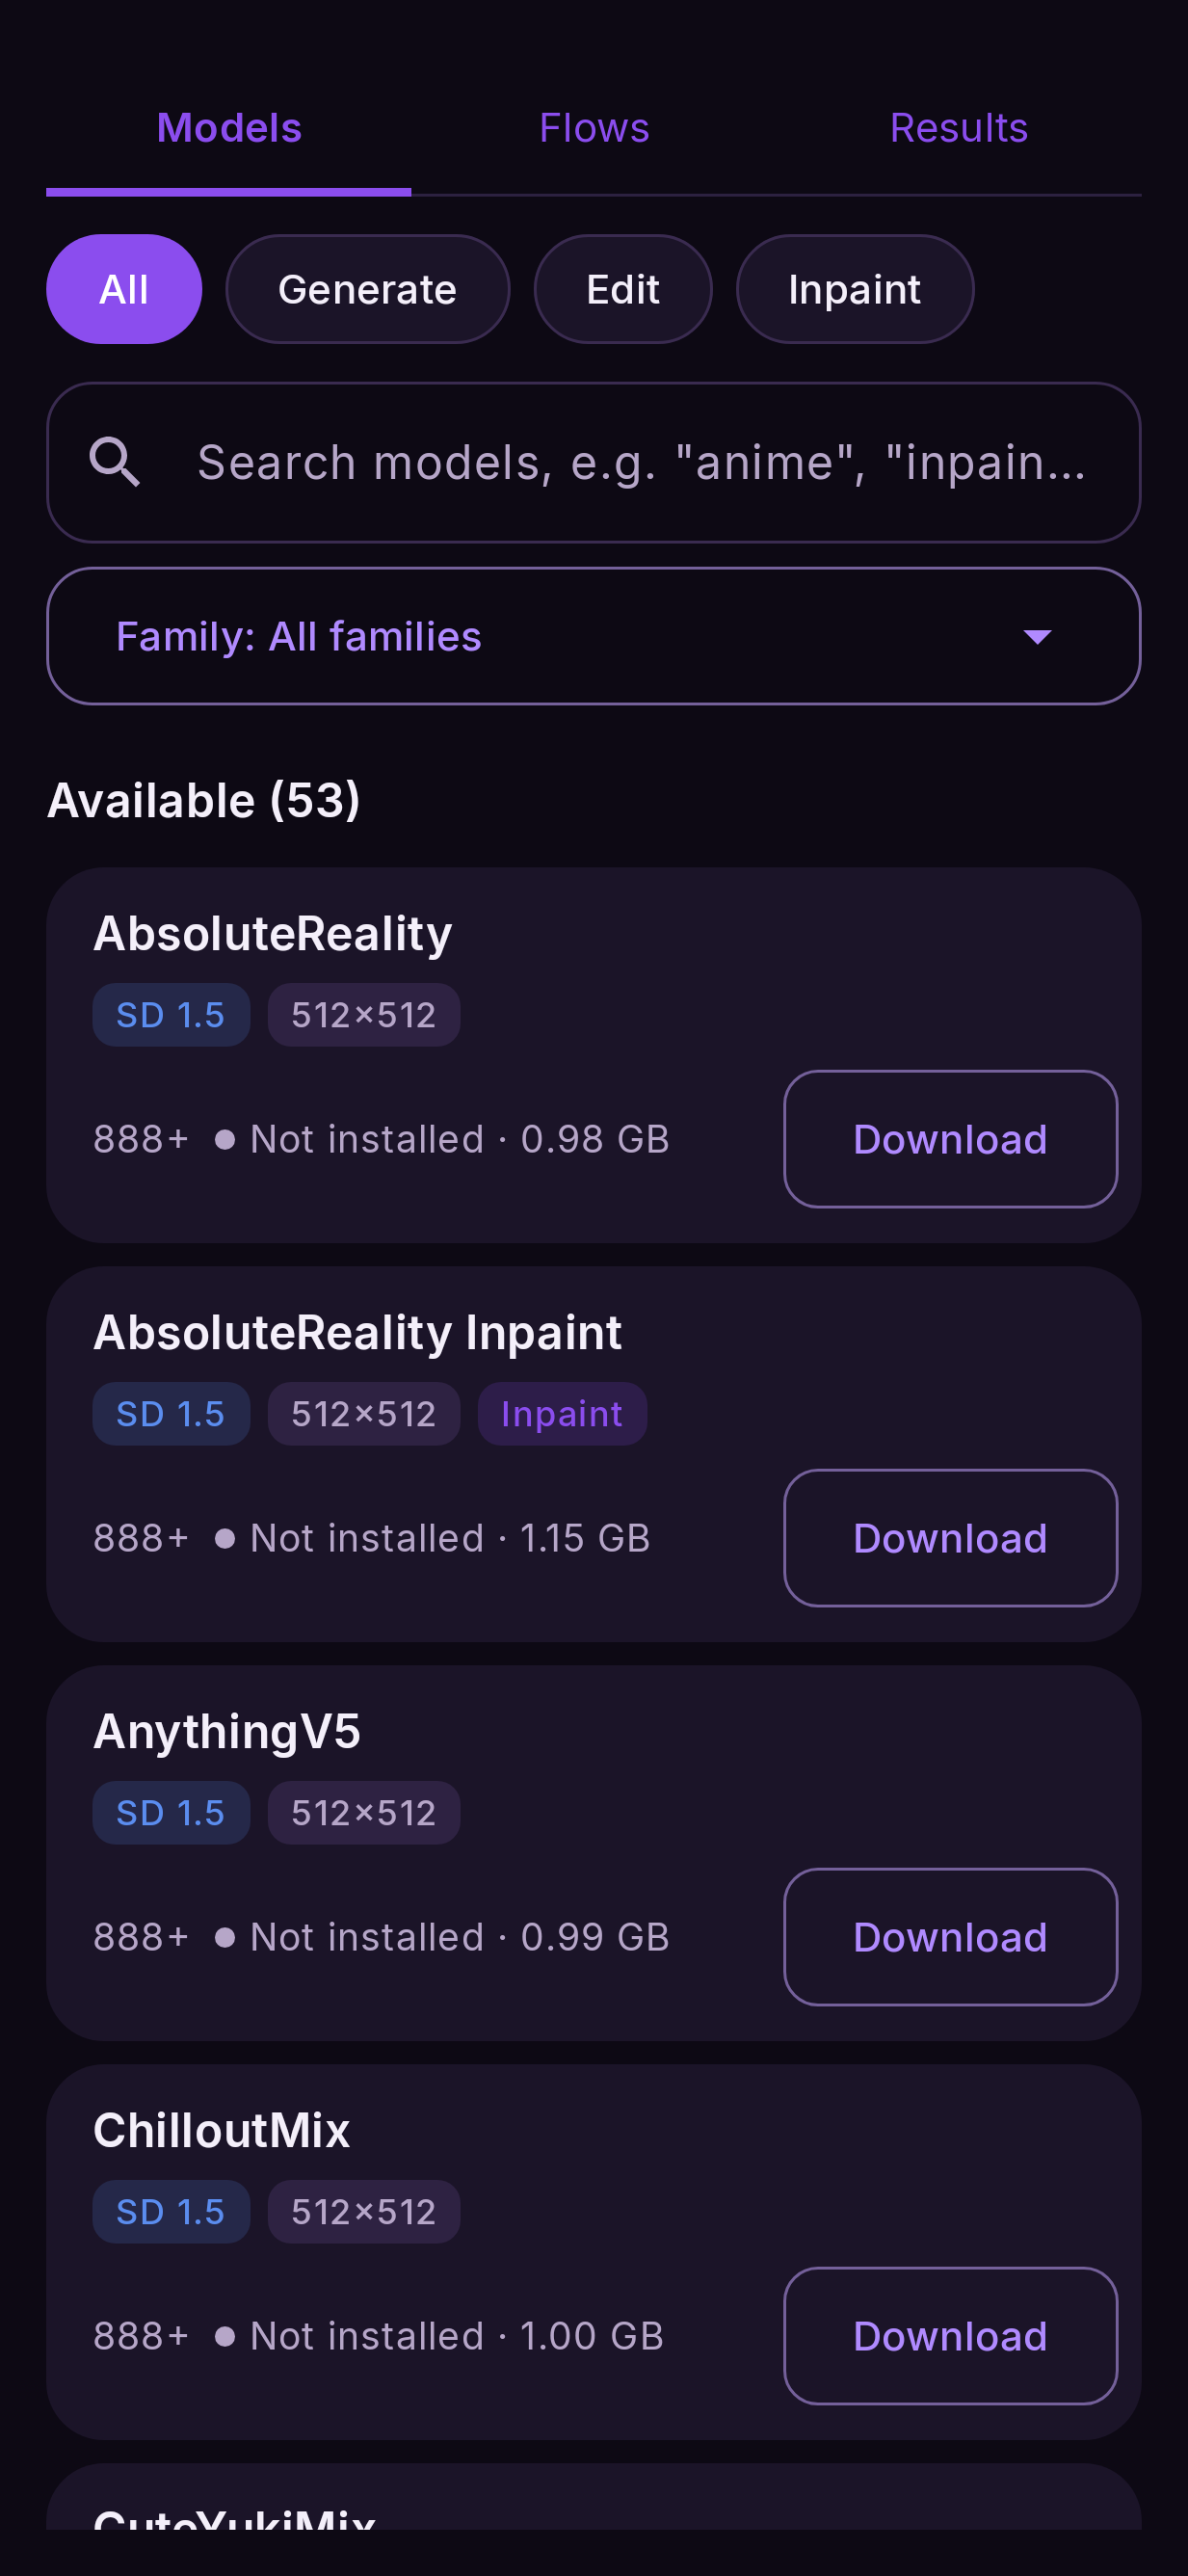 Models Flows Results
All Generate Edit Inpaint
Search models, e.g. "anime", "inpain...
Family: All families
Available (53)
AbsoluteReality
SD 1.5 512×512
888+ ● Not installed · 0.98 GB Download
AbsoluteReality Inpaint
SD 1.5 512×512 Inpaint
888+ ● Not installed · 1.15 GB Download
AnythingV5
SD 1.5 512×512
888+ ● Not installed · 0.99 GB Download
ChilloutMix
SD 1.5 512×512
888+ ● Not installed · 1.00 GB Download
CuteYukiMix